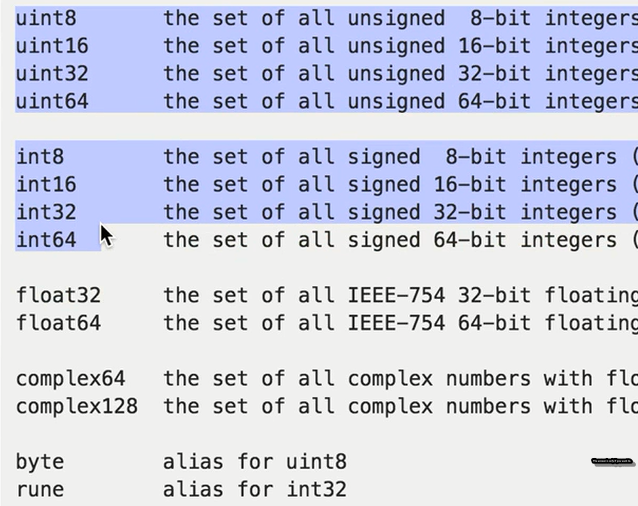 uint8 the set of all unsigned 8-bit integers
uint16 the set of all unsigned 16-bit integers
uint32 the set of all unsigned 32-bit integers
uint64 the set of all unsigned 64-bit integers
int8 the set of all signed 8-bit integers (
int16 the set of all signed 16-bit integers (
int32 the set of all signed 32-bit integers (
int64 the set of all signed 64-bit integers (
float32 the set of all IEEE-754 32-bit floating
float64 the set of all IEEE-754 64-bit floating
complex64 the set of all complex numbers with flo
complex128 the set of all complex numbers with flo
byte alias for uint8
rune alias for int32